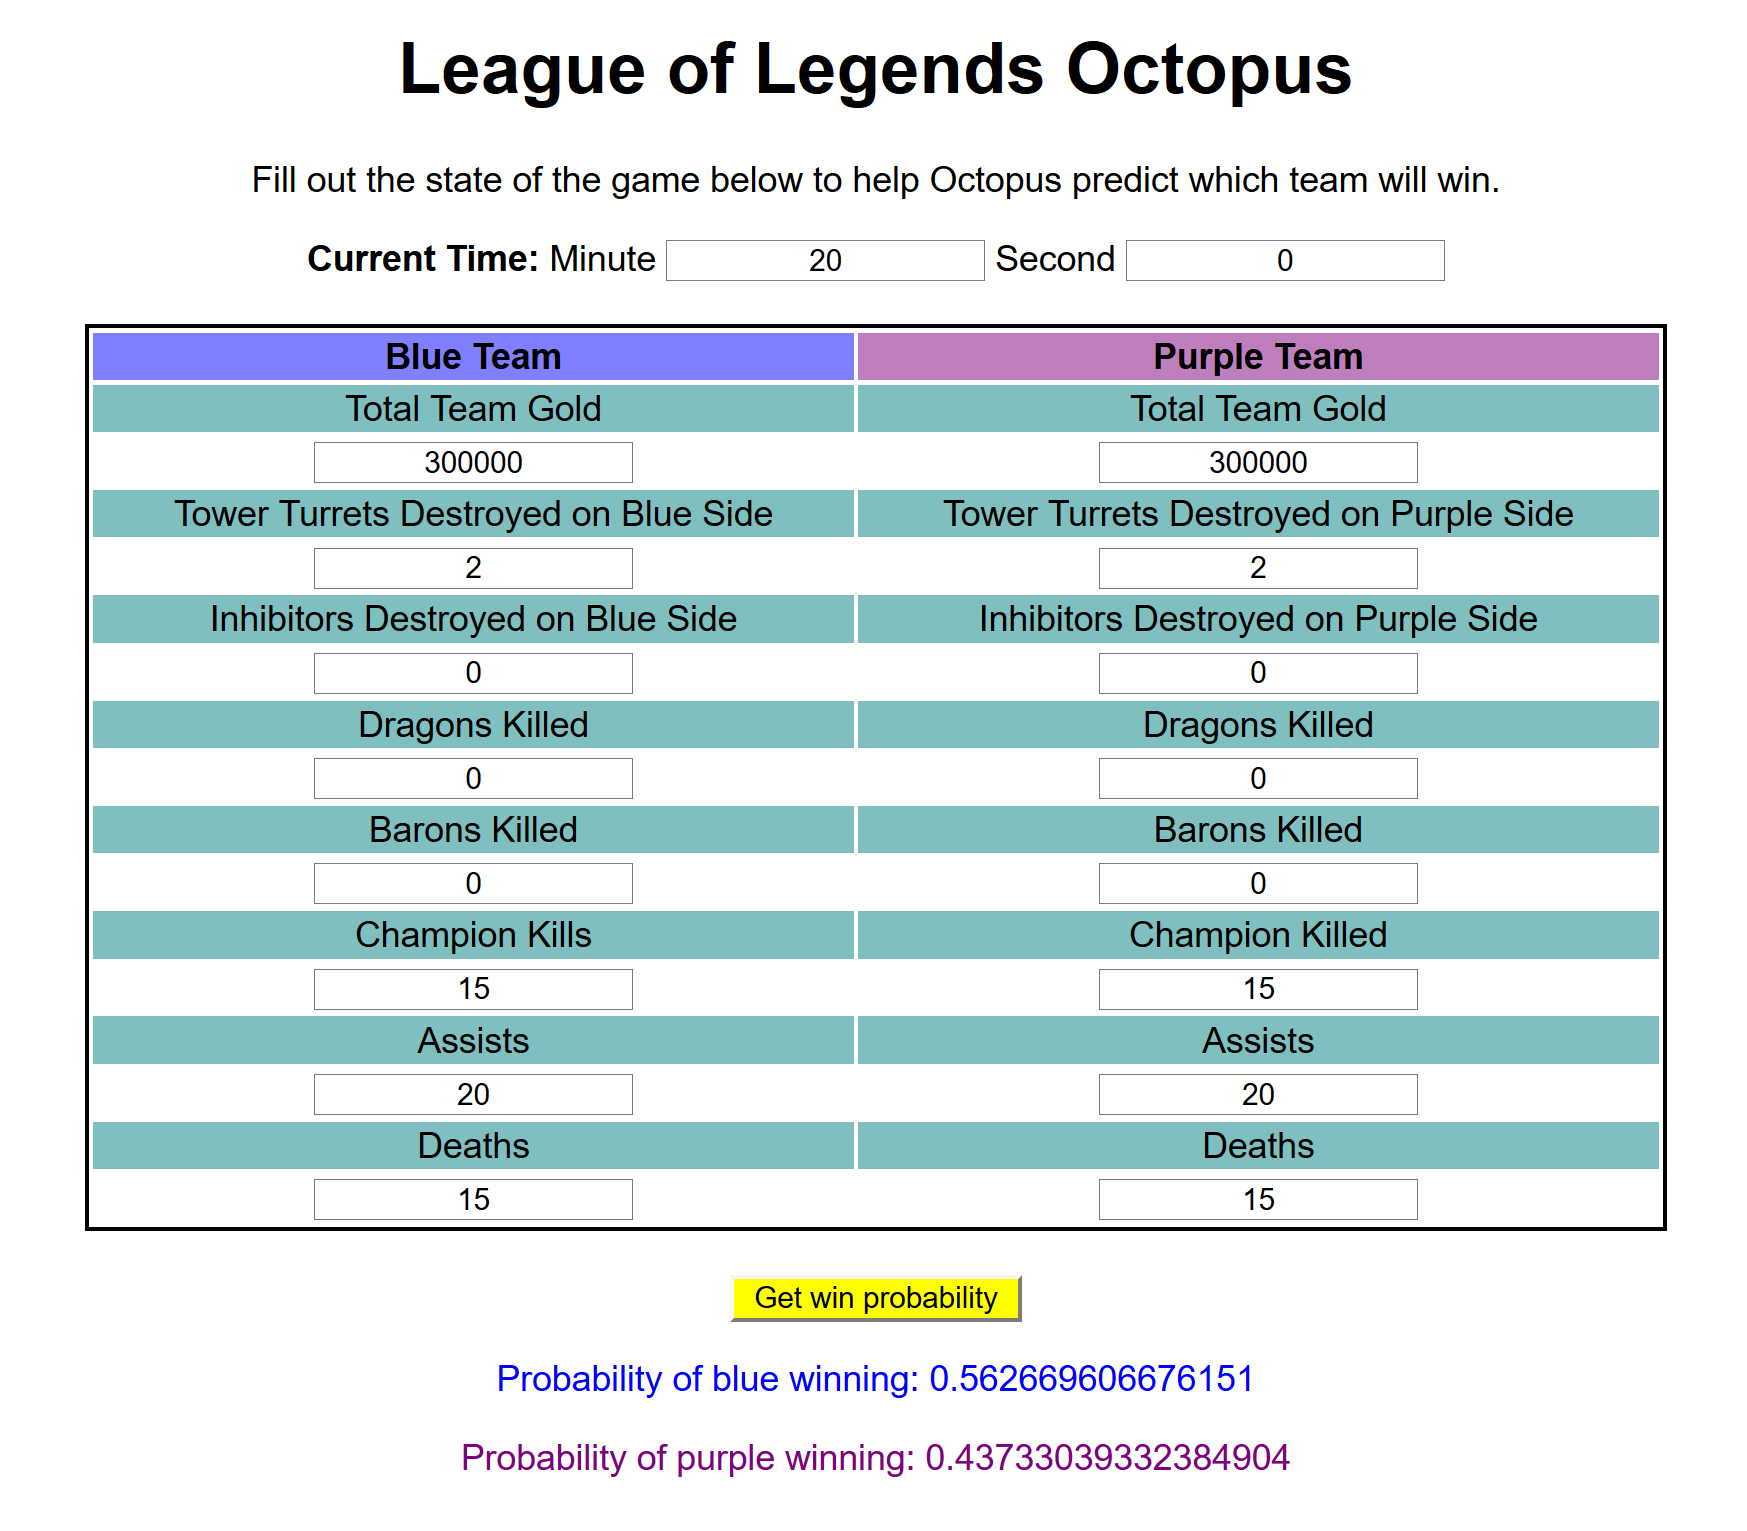 League of Legends Octopus
Fill out the state of the game below to help Octopus predict which team will win.
Current Time: Minute 20 Second 0
Blue Team Purple Team
Total Team Gold Total Team Gold
300000 300000
Tower Turrets Destroyed on Blue Side Tower Turrets Destroyed on Purple Side
2 2
Inhibitors Destroyed on Blue Side Inhibitors Destroyed on Purple Side
0 0
Dragons Killed Dragons Killed
0 0
Barons Killed Barons Killed
0 0
Champion Kills Champion Killed
15 15
Assists Assists
20 20
Deaths Deaths
15 15
Get win probability
Probability of blue winning: 0.562669606676151
Probability of purple winning: 0.43733039332384904